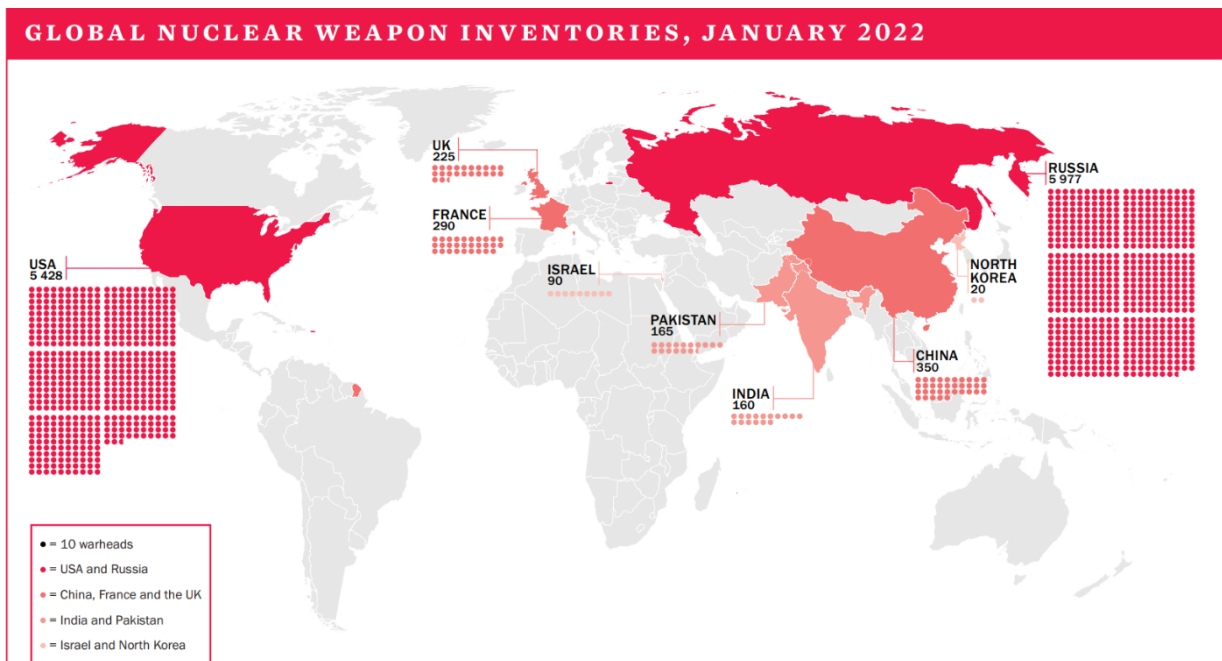 GLOBAL NUCLEAR WEAPON INVENTORIES, JANUARY 2022
UK
225
FRANCE
290
RUSSIA
5 977
USA
5 428
ISRAEL
90
NORTH
KOREA
20
PAKISTAN
165
CHINA
350
INDIA
160
= 10 warheads
= USA and Russia
= China, France and the UK
= India and Pakistan
= Israel and North Korea